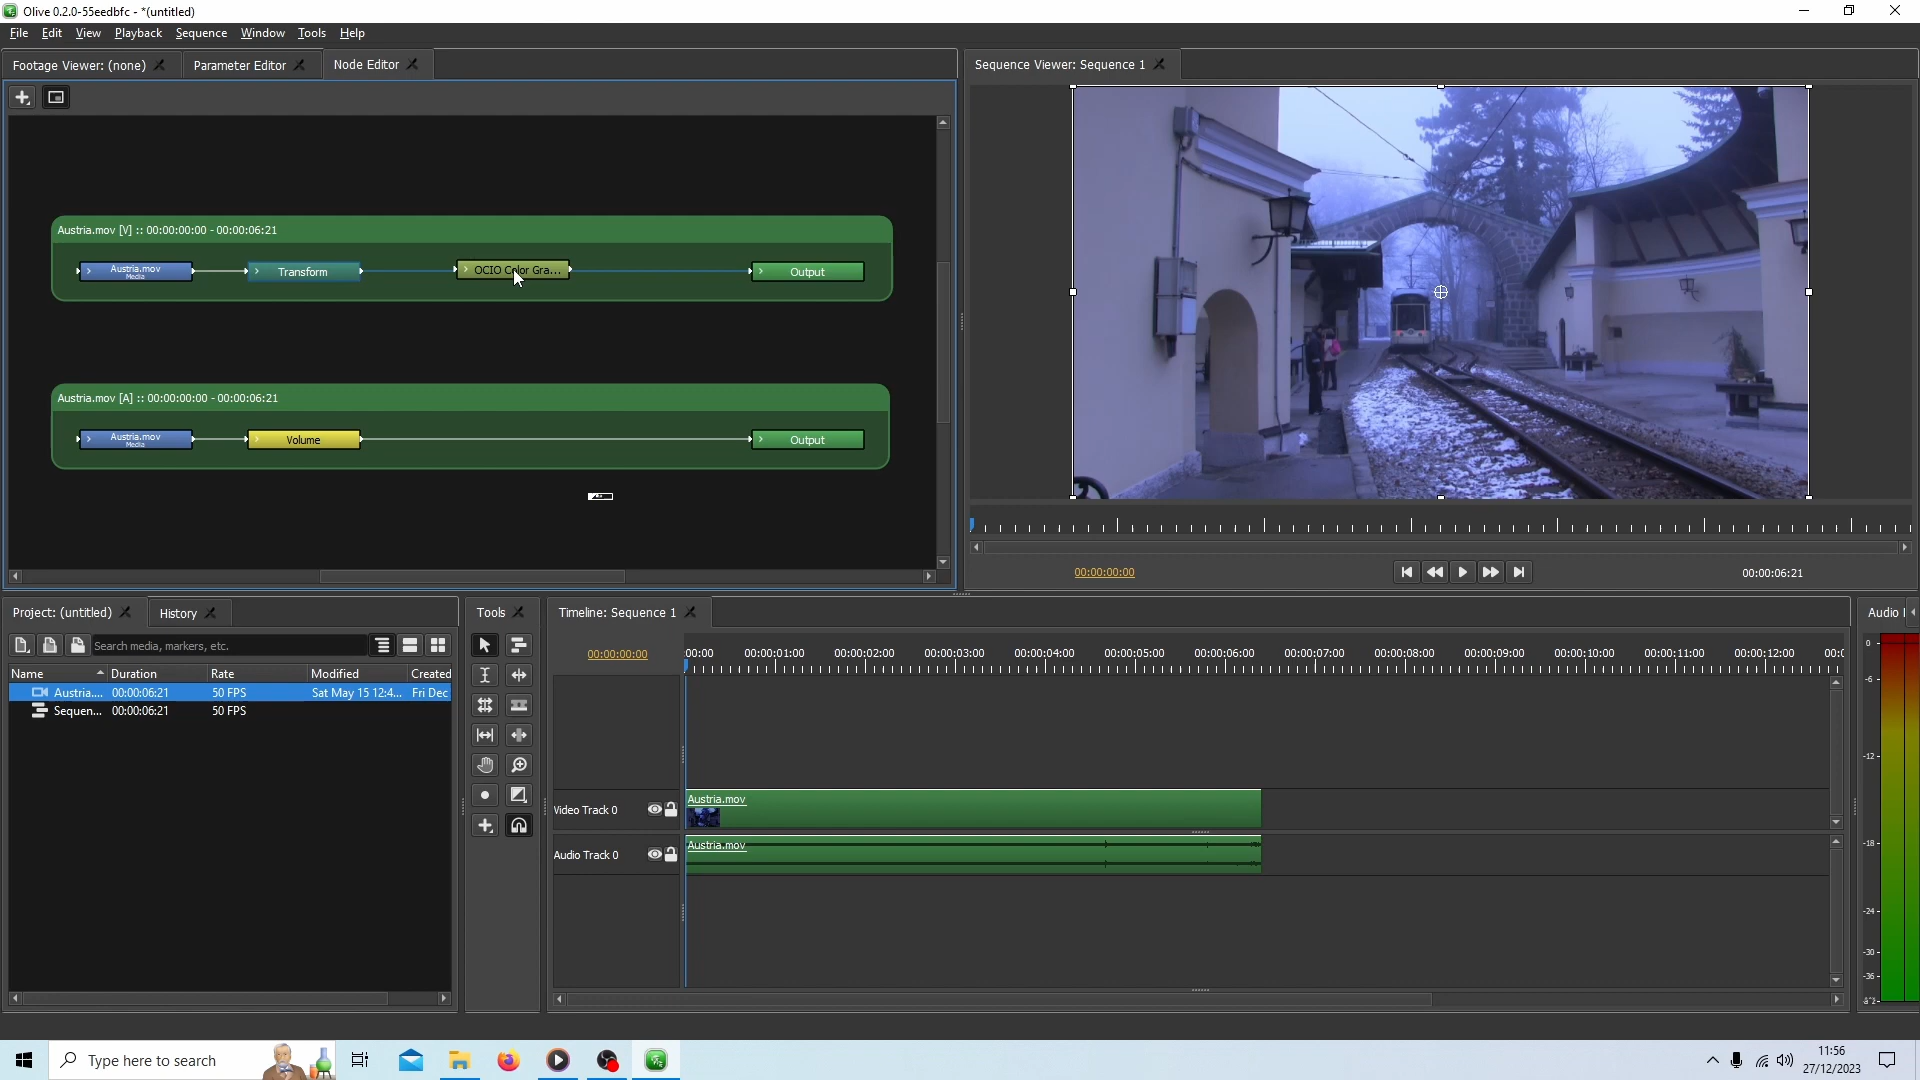 Olive 0.2.0-55eedbfc - *(untitled)
File Edit View Playback Sequence Window Tools Help
Footage Viewer: (none) Parameter Editor Node Editor
Sequence Viewer: Sequence 1
Austria.mov [V] :: 00:00:00:00 - 00:00:06:21
Austria.mov Transform OCIO Color Gra... Output
Media
Austria.mov [A] :: 00:00:00:00 - 00:00:06:21
Austria.mov Volume Output
Media
00:00:00:00 00:00:06:21
Project: (untitled) History Tools Timeline: Sequence 1 Audio
Search media, markers, etc.
00:00:00:00 :00:00 00:00:01:00 00:00:02:00 00:00:03:00 00:00:04:00 00:00:05:00 00:00:06:00 00:00:07:00 00:00:08:00 00:00:09:00 00:00:10:00 00:00:11:00 00:00:12:00 00:0
Name Duration Rate Modified Created
Austria.... 00:00:06:21 50 FPS Sat May 15 12:4... Fri Dec
Sequen... 00:00:06:21 50 FPS
Video Track 0 Austria.mov
Audio Track 0 Austria.mov
0
-6
-12
-18
-24
-30
-36
Type here to search
11:56
27/12/2023